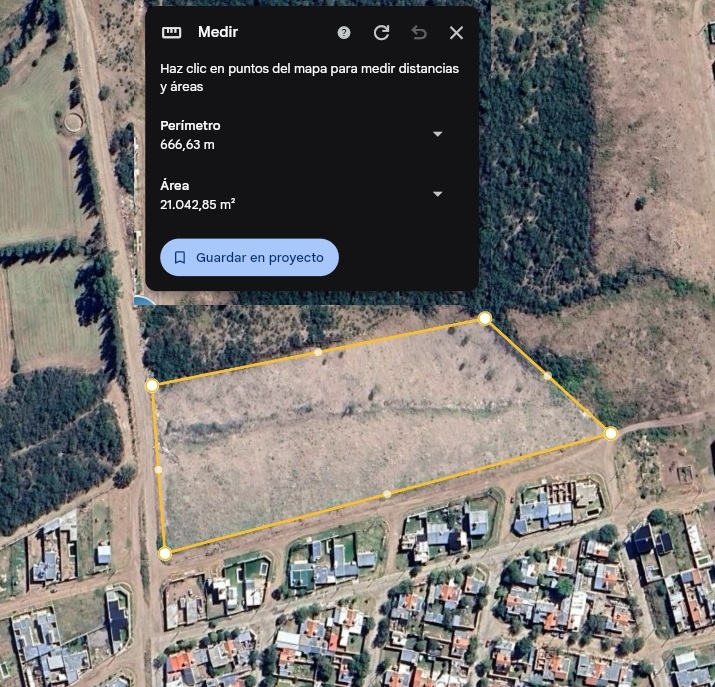 Medir
Haz clic en puntos del mapa para medir distancias
y áreas
Perímetro
666,63 m
Área
21.042,85 m²
Guardar en proyecto